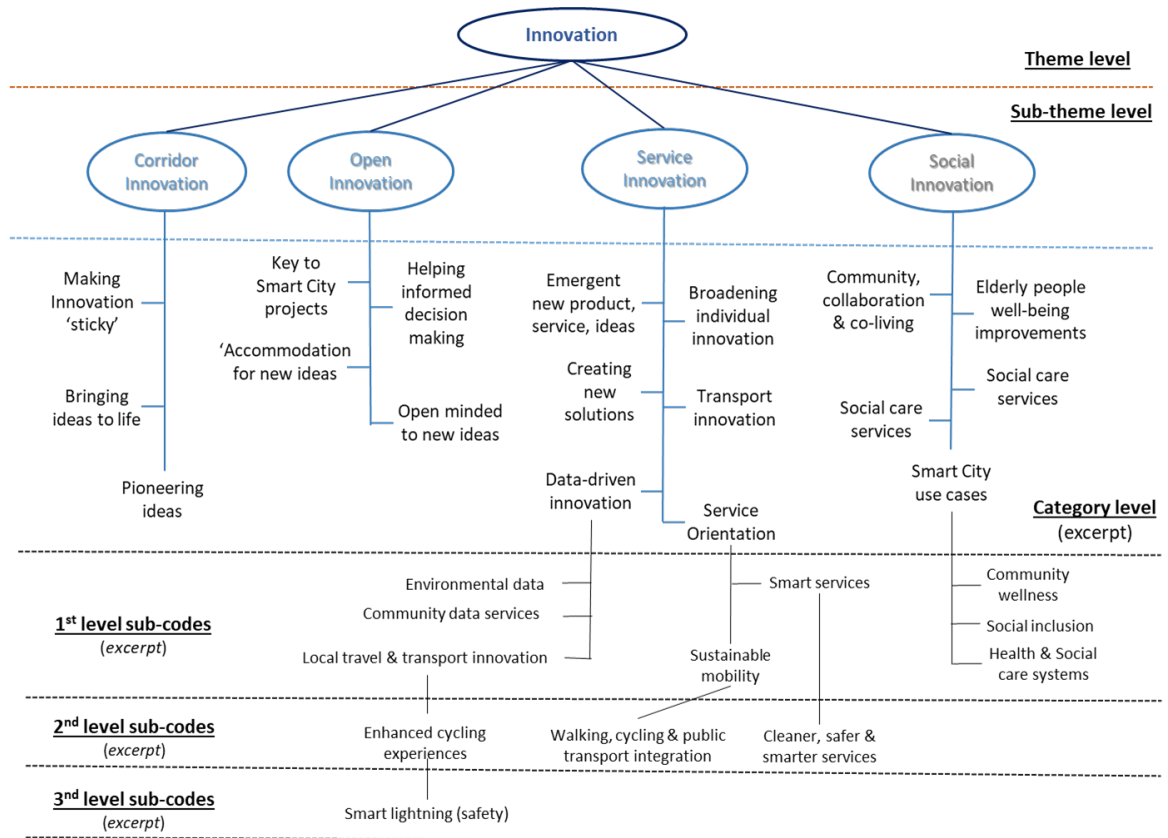 Innovation
Theme level
Sub-theme level
Corridor
Innovation
Open
Innovation
Service
Innovation
Social
Innovation
Making
Innovation
‘sticky’
Bringing
ideas to life
Pioneering
ideas
Key to
Smart City
projects
Helping
informed
decision
making
‘Accommodation
for new ideas
Open minded
to new ideas
Emergent
new product,
service, ideas
Broadening
individual
innovation
Creating
new
solutions
Transport
innovation
Data-driven
innovation
Service
Orientation
Community,
collaboration
& co-living
Elderly people
well-being
improvements
Social care
services
Social care
services
Smart City
use cases
Category level
(excerpt)
1st level sub-codes
(excerpt)
Environmental data
Community data services
Local travel & transport innovation
Smart services
Sustainable
mobility
Community
wellness
Social inclusion
Health & Social
care systems
2nd level sub-codes
(excerpt)
Enhanced cycling
experiences
Walking, cycling & public
transport integration
Cleaner, safer &
smarter services
3rd level sub-codes
(excerpt)
Smart lightning (safety)